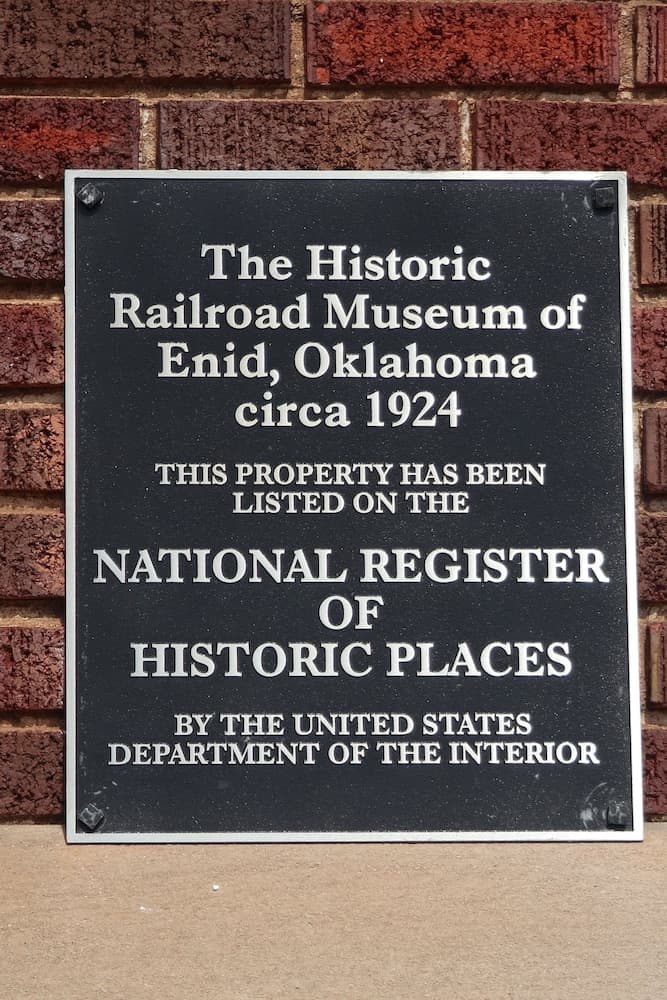 The Historic
Railroad Museum of
Enid, Oklahoma
circa 1924
THIS PROPERTY HAS BEEN
LISTED ON THE
NATIONAL REGISTER
OF
HISTORIC PLACES
BY THE UNITED STATES
DEPARTMENT OF THE INTERIOR